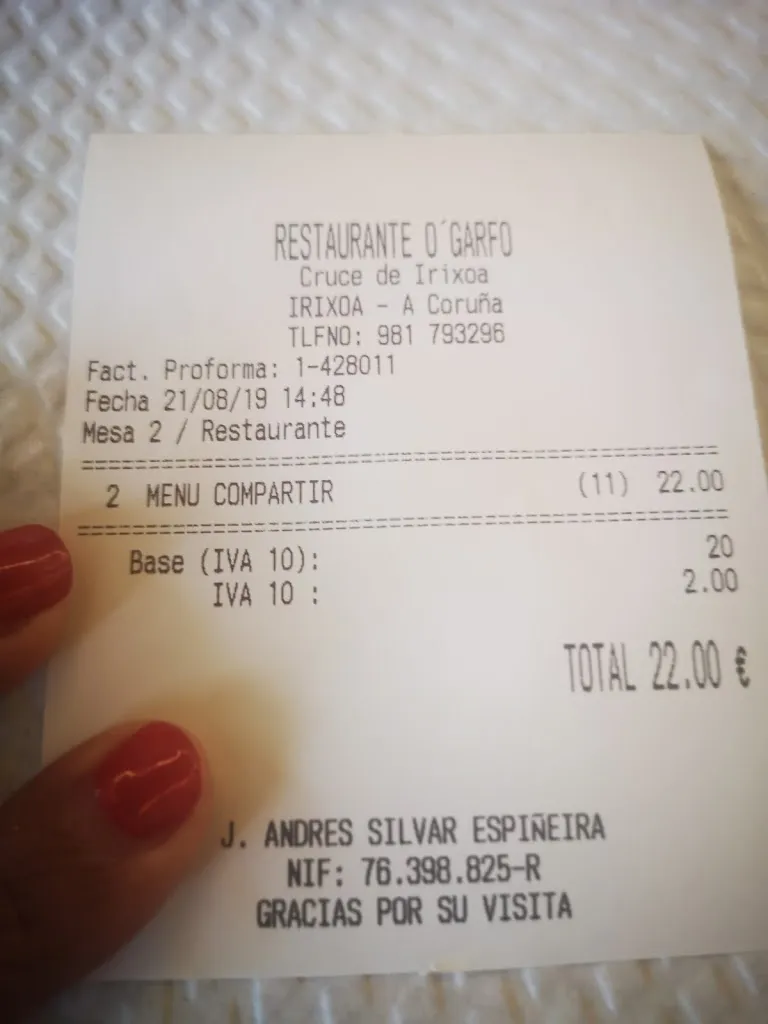 RESTAURANTE O´GARFO
Cruce de Irixoa
IRIXOA - A Coruña
TLFNO: 981 793296
Fact. Proforma: 1-428011
Fecha 21/08/19 14:48
Mesa 2 / Restaurante
2 MENU COMPARTIR (11) 22.00
Base (IVA 10): 20
IVA 10 : 2.00
TOTAL 22.00 €
J. ANDRES SILVAR ESPIÑEIRA
NIF: 76.398.825-R
GRACIAS POR SU VISITA